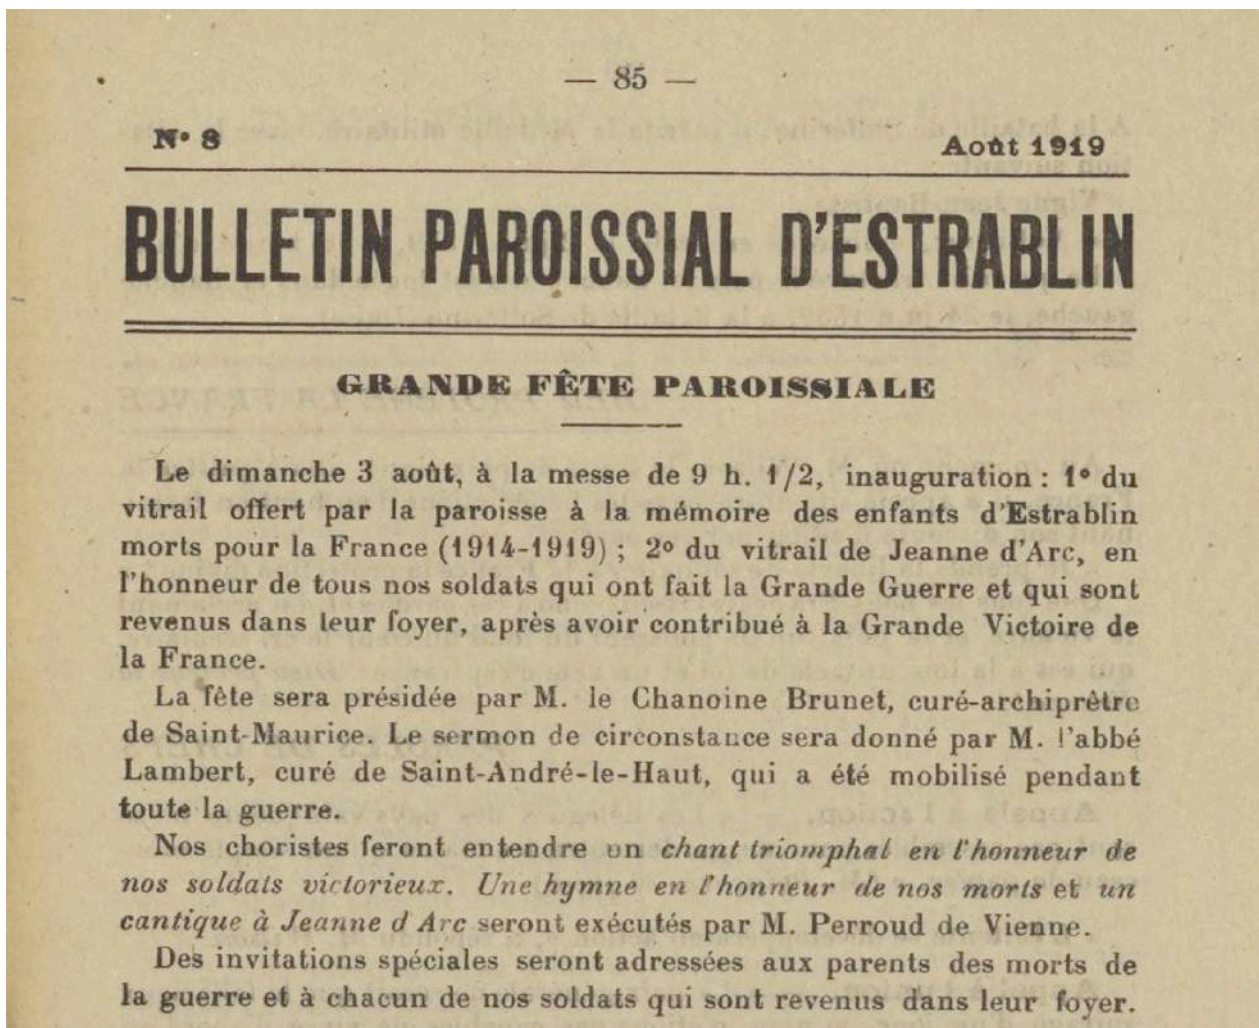 — 85 —
N° 8
Août 1919
BULLETIN PAROISSIAL D'ESTRABLIN
GRANDE FÊTE PAROISSIALE
Le dimanche 3 août, à la messe de 9 h. 1/2, inauguration : 1° du
vitrail offert par la paroisse à la mémoire des enfants d'Estrablin
morts pour la France (1914-1919) ; 2° du vitrail de Jeanne d'Arc, en
l'honneur de tous nos soldats qui ont fait la Grande Guerre et qui sont
revenus dans leur foyer, après avoir contribué à la Grande Victoire de
la France.
La fête sera présidée par M. le Chanoine Brunet, curé-archiprêtre
de Saint-Maurice. Le sermon de circonstance sera donné par M. l'abbé
Lambert, curé de Saint-André-le-Haut, qui a été mobilisé pendant
toute la guerre.
Nos choristes feront entendre un chant triomphal en l'honneur de
nos soldats victorieux. Une hymne en l'honneur de nos morts et un
cantique à Jeanne d Arc seront exécutés par M. Perroud de Vienne.
Des invitations spéciales seront adressées aux parents des morts de
la guerre et à chacun de nos soldats qui sont revenus dans leur foyer.